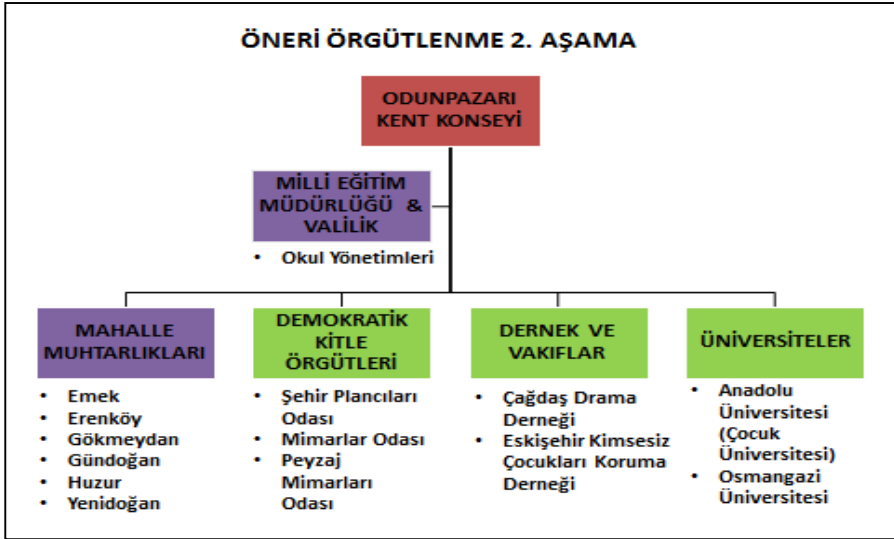 ÖNERİ ÖRGÜTLENME 2. AŞAMA
ODUNPAZARI
KENT KONSEYİ
MİLLİ EĞİTİM
MÜDÜRLÜĞÜ &
VALİLİK
• Okul Yönetimleri
MAHALLE
MUHTARLIKLARI
• Emek
• Erenköy
• Gökmeydan
• Gündoğan
• Huzur
• Yenidoğan
DEMOKRATİK
KİTLE
ÖRGÜTLERİ
• Şehir Plancıları
Odası
• Mimarlar Odası
• Peyzaj
Mimarları
Odası
DERNEK VE
VAKIFLAR
• Çağdaş Drama
Derneği
• Eskişehir Kimsesiz
Çocukları Koruma
Derneği
ÜNİVERSİTELER
• Anadolu
Üniversitesi
(Çocuk
Üniversitesi)
• Osmangazi
Üniversitesi